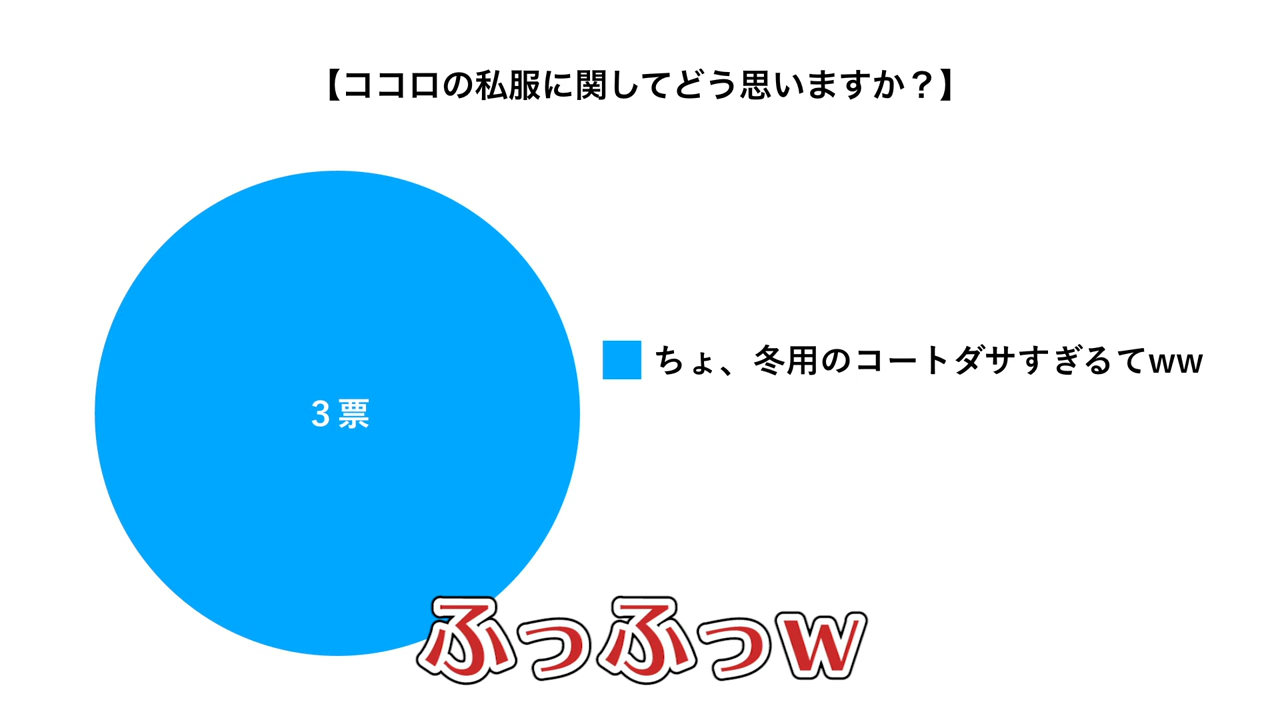 【ココロの私服に関してどう思いますか？】
ちょ、冬用のコートダサすぎるてww
３票
ふっふっw